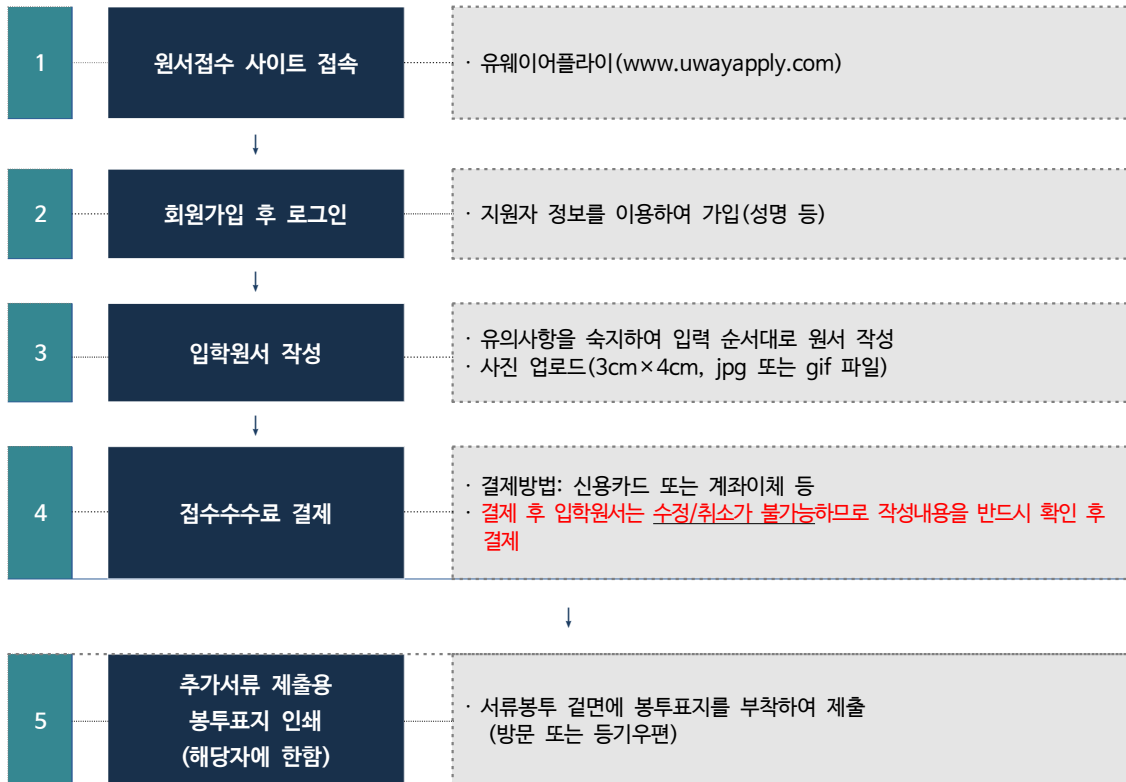 1
원서접수 사이트 접속
· 유웨이어플라이(www.uwayapply.com)
↓
2
회원가입 후 로그인
· 지원자 정보를 이용하여 가입(성명 등)
↓
3
입학원서 작성
· 유의사항을 숙지하여 입력 순서대로 원서 작성
· 사진 업로드(3cm×4cm, jpg 또는 gif 파일)
↓
4
접수수수료 결제
· 결제방법: 신용카드 또는 계좌이체 등
· 결제 후 입학원서는 수정/취소가 불가능하므로 작성내용을 반드시 확인 후
결제
↓
5
추가서류 제출용
봉투표지 인쇄
(해당자에 한함)
· 서류봉투 겉면에 봉투표지를 부착하여 제출
(방문 또는 등기우편)